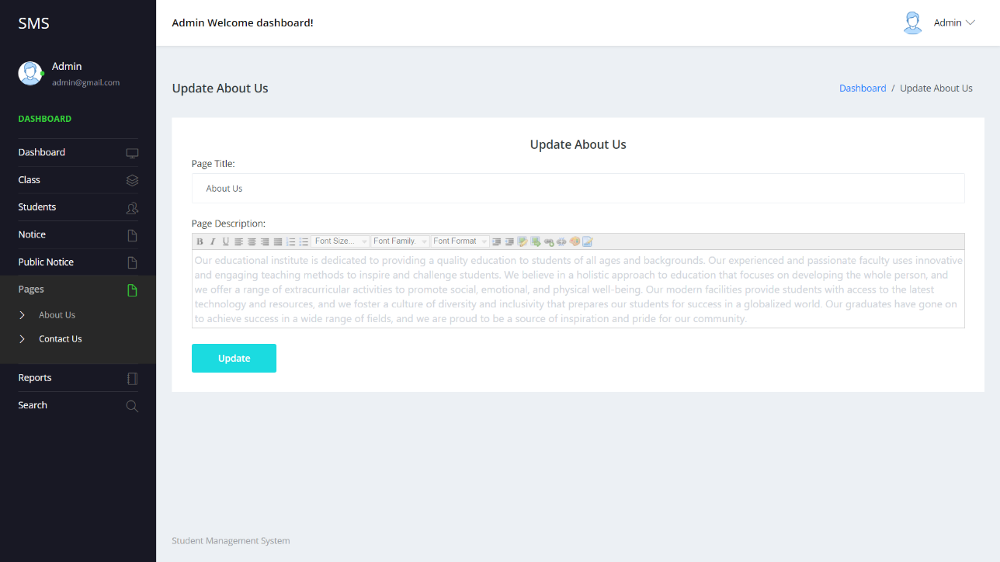 SMS
Admin
admin@gmail.com
DASHBOARD
Dashboard
Class
Students
Notice
Public Notice
Pages
About Us
Contact Us
Reports
Search
Admin Welcome dashboard!
Admin
Update About Us
Dashboard / Update About Us
Update About Us
Page Title:
About Us
Page Description:
B I U Font Size... Font Family. Font Format
Our educational institute is dedicated to providing a quality education to students of all ages and backgrounds. Our experienced and passionate faculty uses innovative
and engaging teaching methods to inspire and challenge students. We believe in a holistic approach to education that focuses on developing the whole person, and
we offer a range of extracurricular activities to promote social, emotional, and physical well-being. Our modern facilities provide students with access to the latest
technology and resources, and we foster a culture of diversity and inclusivity that prepares our students for success in a globalized world. Our graduates have gone on
to achieve success in a wide range of fields, and we are proud to be a source of inspiration and pride for our community.
Update
Student Management System